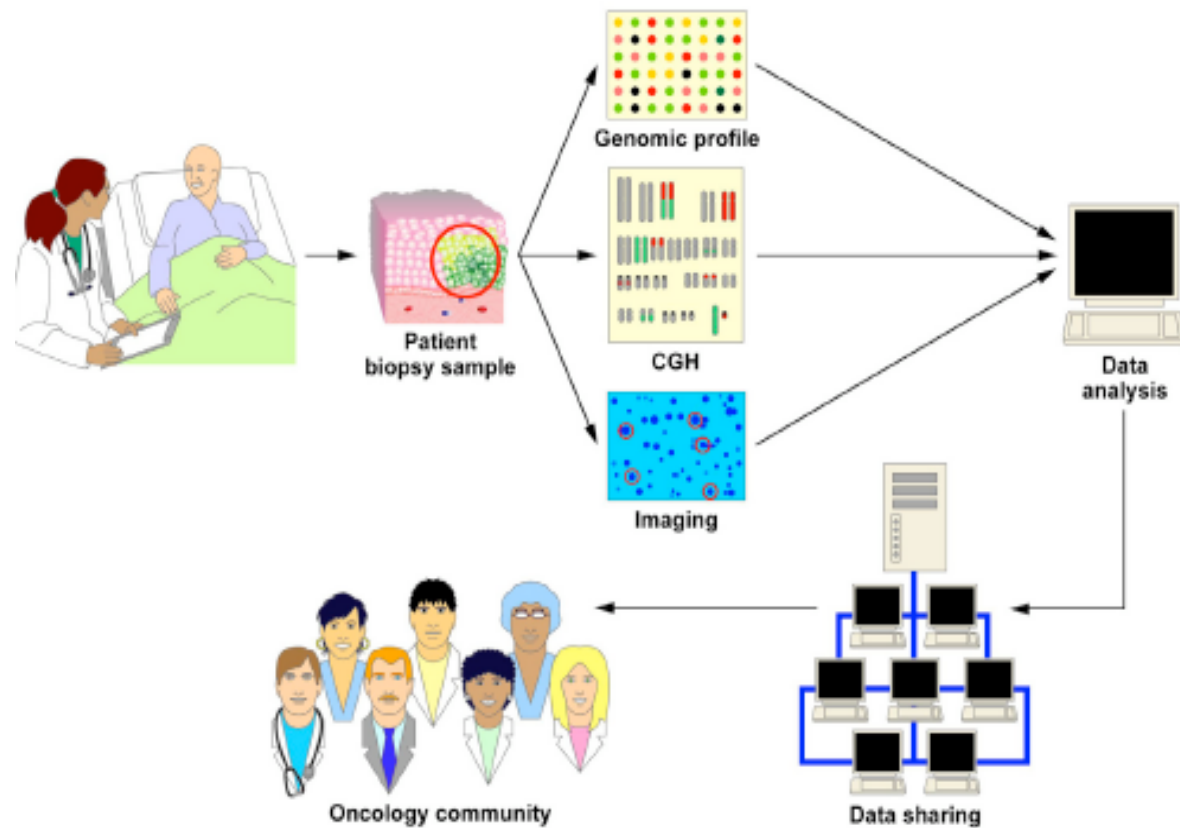 Genomic profile
Patient
biopsy sample
CGH
Data
analysis
Imaging
Oncology community
Data sharing